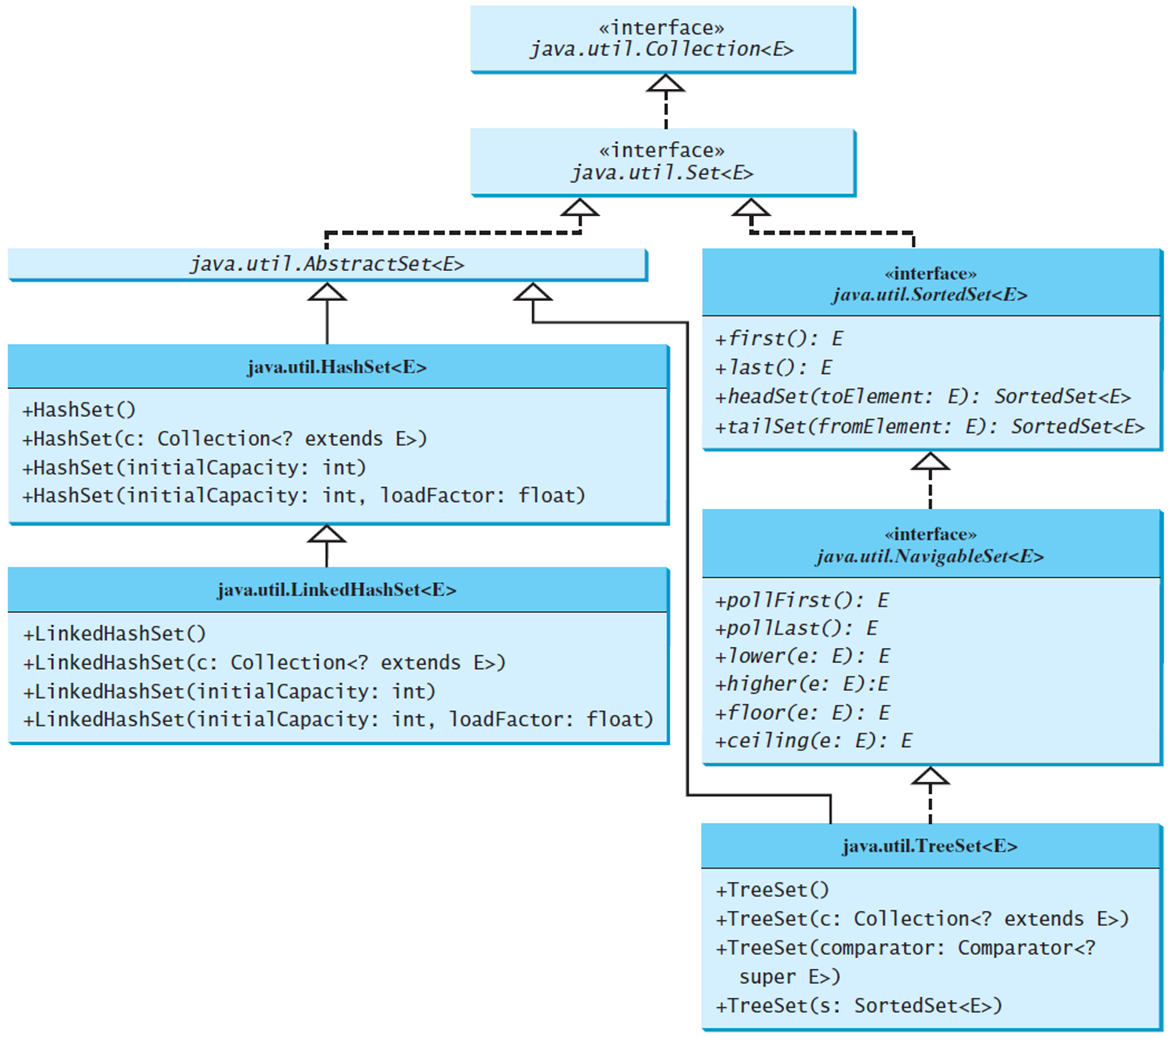 «interface»
java.util.Collection<E>
«interface»
java.util.Set<E>
java.util.AbstractSet<E>
java.util.HashSet<E>
+HashSet()
+HashSet(c: Collection<? extends E>)
+HashSet(initialCapacity: int)
+HashSet(initialCapacity: int, loadFactor: float)
java.util.LinkedHashSet<E>
+LinkedHashSet()
+LinkedHashSet(c: Collection<? extends E>)
+LinkedHashSet(initialCapacity: int)
+LinkedHashSet(initialCapacity: int, loadFactor: float)
«interface»
java.util.SortedSet<E>
+first(): E
+last(): E
+headSet(toElement: E): SortedSet<E>
+tailSet(fromElement: E): SortedSet<E>
«interface»
java.util.NavigableSet<E>
+pollFirst(): E
+pollLast(): E
+lower(e: E): E
+higher(e: E):E
+floor(e: E): E
+ceiling(e: E): E
java.util.TreeSet<E>
+TreeSet()
+TreeSet(c: Collection<? extends E>)
+TreeSet(comparator: Comparator<?
super E>)
+TreeSet(s: SortedSet<E>)